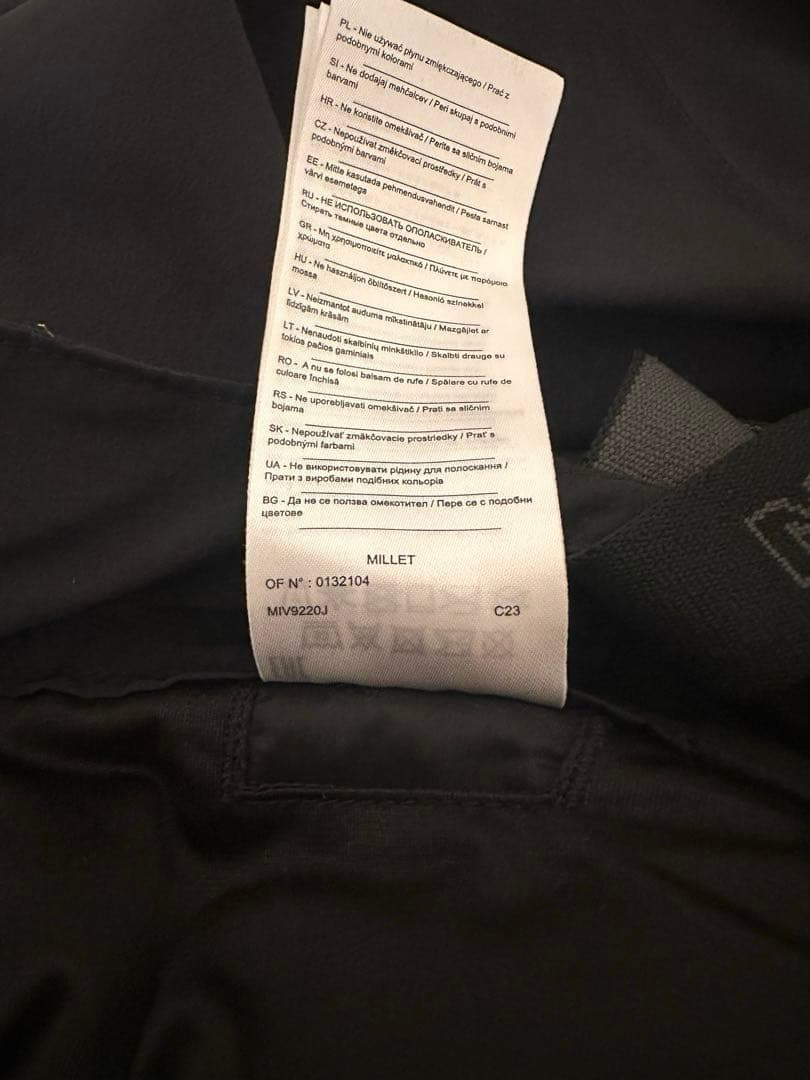 PL - Nie używać płynu zmiękczającego / Prać z
podobnymi kolorami
SI - Ne dodajaj mehčalcev / Peri skupaj s podobnimi
barvami
HR - Ne koristite omekšivač / Perite sa sličnim bojama
CZ - Nepoužívat změkčovací prostředky / Prát s
podobnými barvami
EE - Mitte kasutada pehmendusvahendit / Pesta samast
värvi esemetega
RU - НЕ ИСПОЛЬЗОВАТЬ ОПОЛАСКИВАТЕЛЬ /
Стирать темные цвета отдельно
GR - Μη χρησιμοποιείτε μαλακτικό / Πλύνετε με παρόμοια
χρώματα
HU - Ne használjon öblítőszert / Hasonló színekkel
mossa
LV - Neizmantot auduma mīkstinātāju / Mazgājiet ar
līdzīgām krāsām
LT - Nenaudoti skalbinių minkštiklio / Skalbti drauge su
tokios pačios gaminiais
RO - A nu se folosi balsam de rufe / Spălare cu rufe de
culoare închisă
RS - Ne uporebljavati omekšivač / Prati sa sličnim
bojama
SK - Nepoužívať zmäkčovacie prostriedky / Prať s
podobnými farbami
UA - Не використовувати рідину для полоскання /
Прати з виробами подібних кольорів
BG - Да не се ползва омекотител / Пере се с подобни
цветове
MILLET
OF N° : 0132104
MIV9220J C23